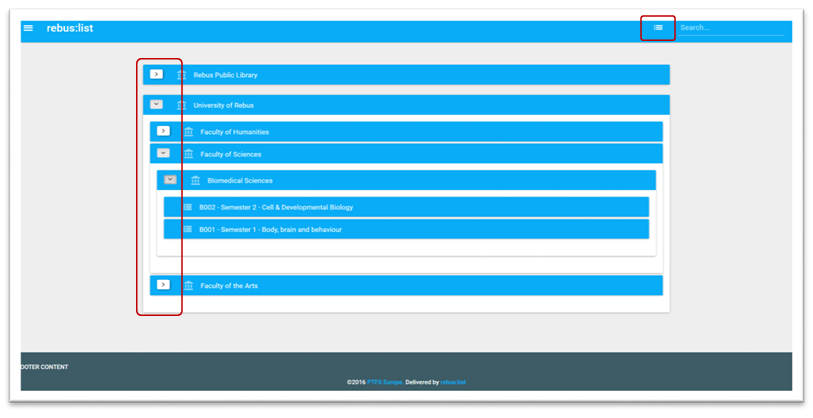 rebus:list
Search...
Rebus Public Library
University of Rebus
Faculty of Humanities
Faculty of Sciences
Biomedical Sciences
B002 - Semester 2 - Cell & Developmental Biology
B001 - Semester 1 - Body, brain and behaviour
Faculty of the Arts
OOTER CONTENT
©2016 PTFS Europe. Delivered by rebus:list